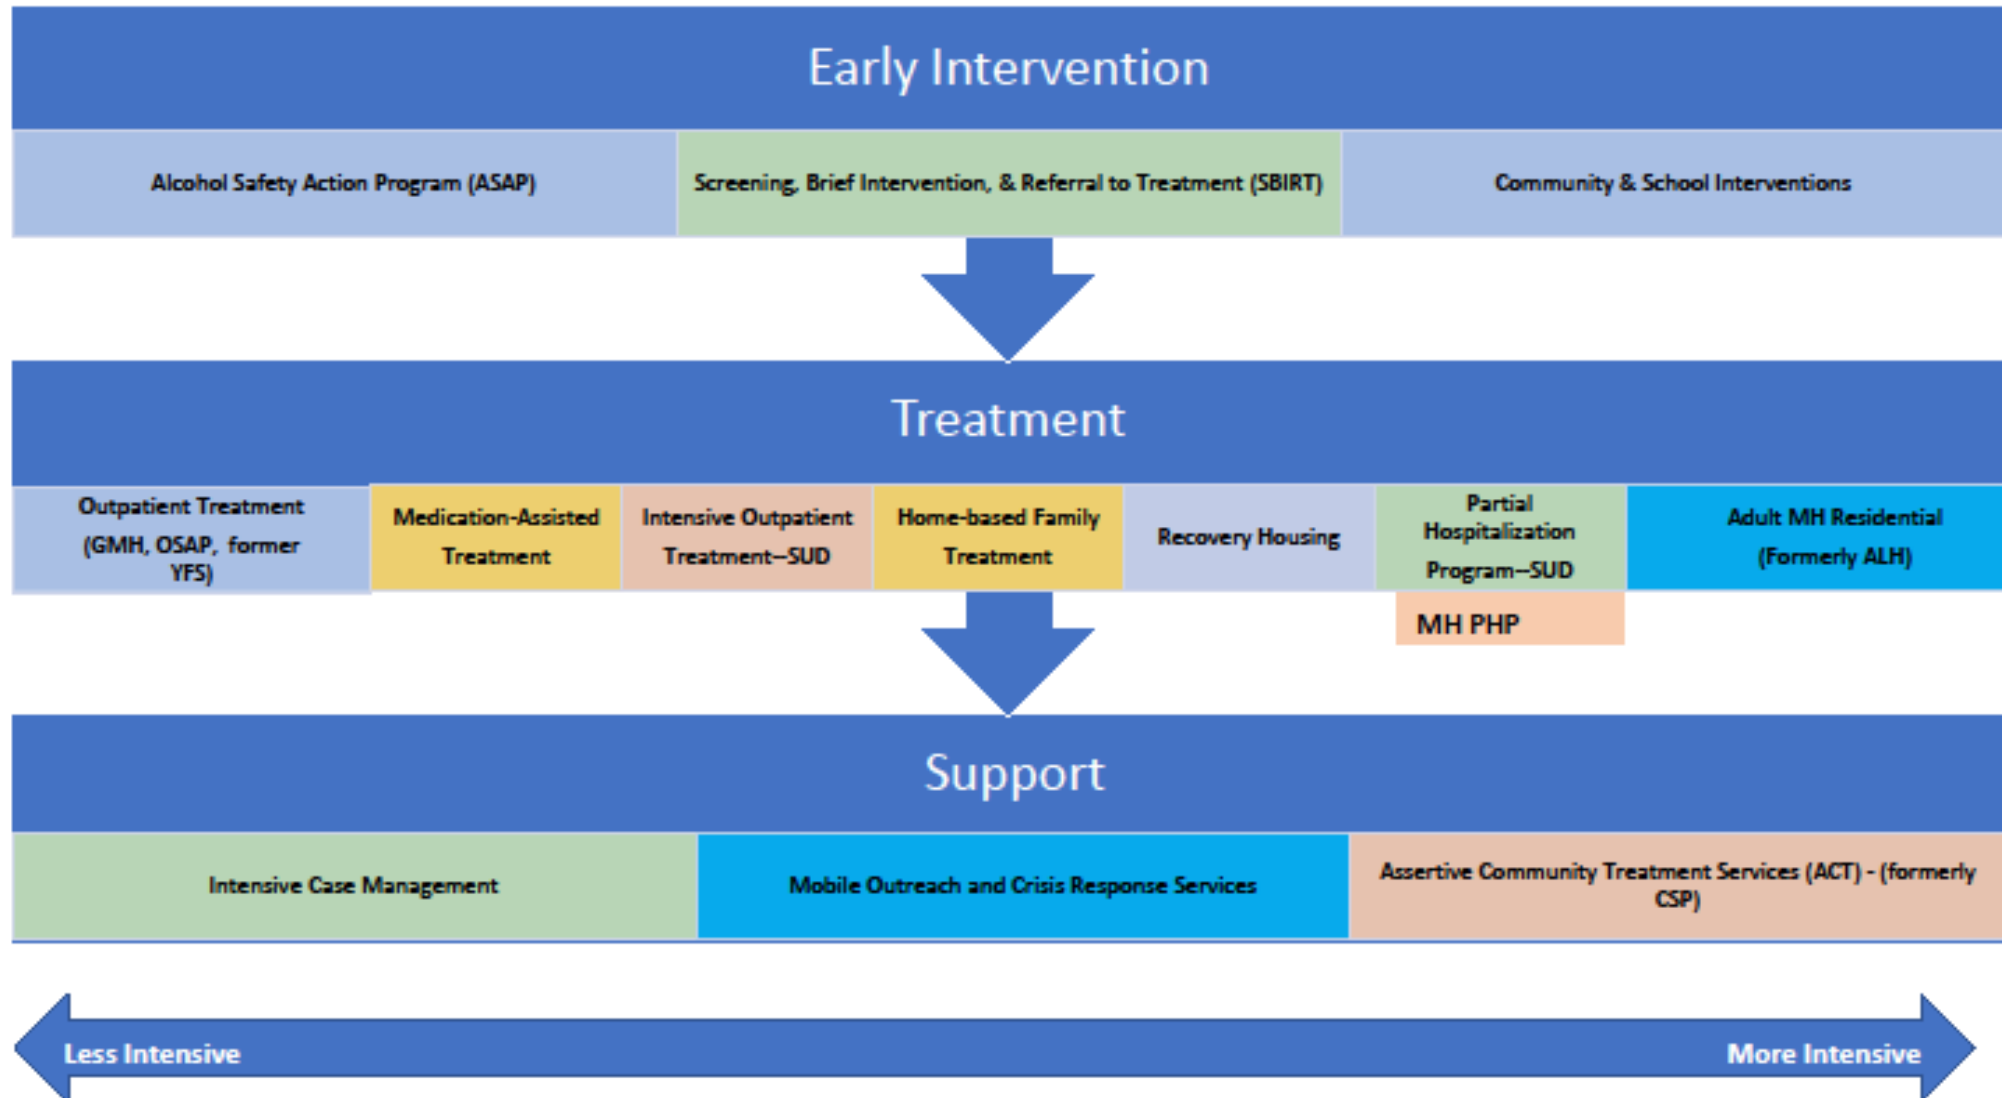 Early Intervention
Alcohol Safety Action Program (ASAP)
Screening, Brief Intervention, & Referral to Treatment (SBIRT)
Community & School Interventions
Treatment
Outpatient Treatment
(GMH, OSAP, former
YFS)
Medication-Assisted
Treatment
Intensive Outpatient
Treatment--SUD
Home-based Family
Treatment
Recovery Housing
Partial
Hospitalization
Program--SUD
Adult MH Residential
(Formerly ALH)
MH PHP
Support
Intensive Case Management
Mobile Outreach and Crisis Response Services
Assertive Community Treatment Services (ACT) - (formerly
CSP)
Less Intensive
More Intensive